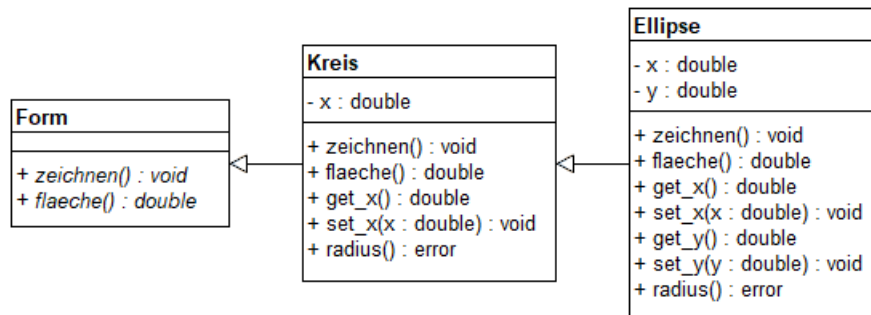 Form
+ zeichnen() : void
+ flaeche() : double
Kreis
- x : double
+ zeichnen() : void
+ flaeche() : double
+ get_x() : double
+ set_x(x : double) : void
+ radius() : error
Ellipse
- x : double
- y : double
+ zeichnen() : void
+ flaeche() : double
+ get_x() : double
+ set_x(x : double) : void
+ get_y() : double
+ set_y(y : double) : void
+ radius() : error